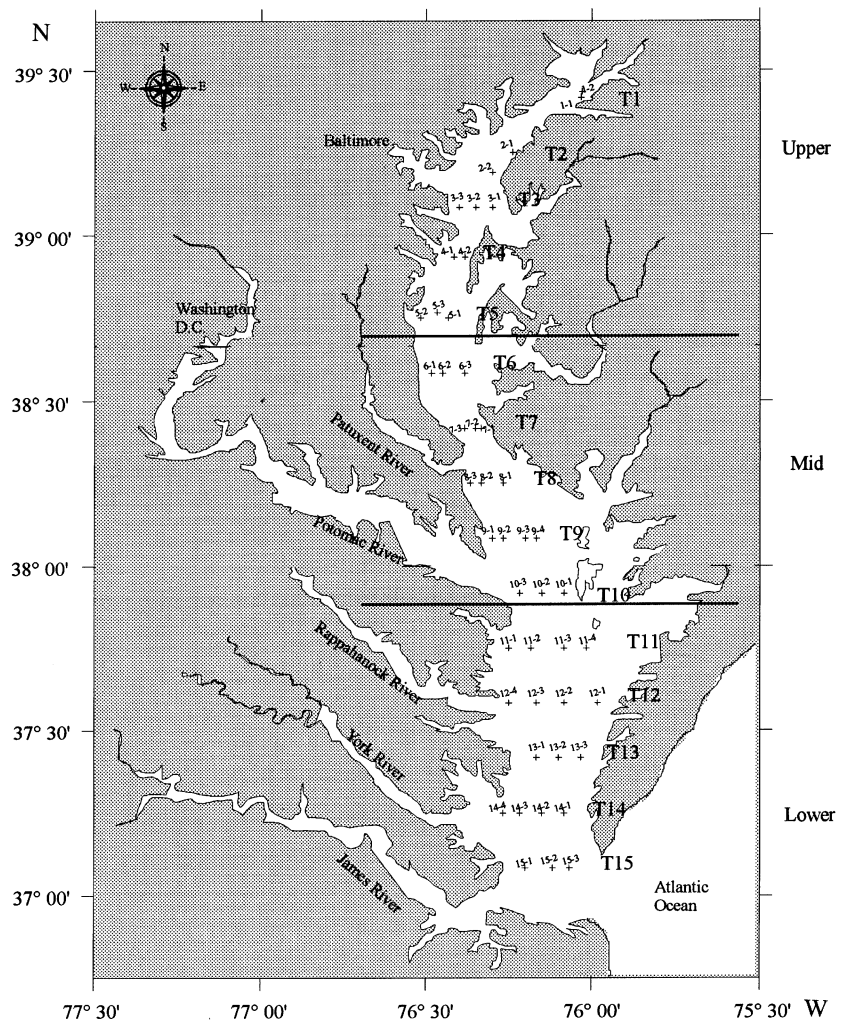 N
N
W
E
S
39° 30'
39° 00'
38° 30'
38° 00'
37° 30'
37° 00'
77° 30'
77° 00'
76° 30'
76° 00'
75° 30'
W
Upper
Mid
Lower
Baltimore
Washington
D.C.
Patuxent River
Potomac River
Rappahanock River
York River
James River
Atlantic
Ocean
1-1
T1
2-1
2-2
T2
3-3 3-2 3-1
T3
4-1 4-2
T4
5-2 5-3 5-1
T5
6-1 6-2 6-3
T6
T7
8-2 8-1
T8
9-1 9-2 9-3 9-4
T9
10-3 10-2 10-1
T10
11-1 11-2 11-3 11-4
T11
12-4 12-3 12-2 12-1
T12
13-1 13-2 13-3
T13
14-4 14-3 14-2 14-1
T14
15-1 15-2 15-3
T15